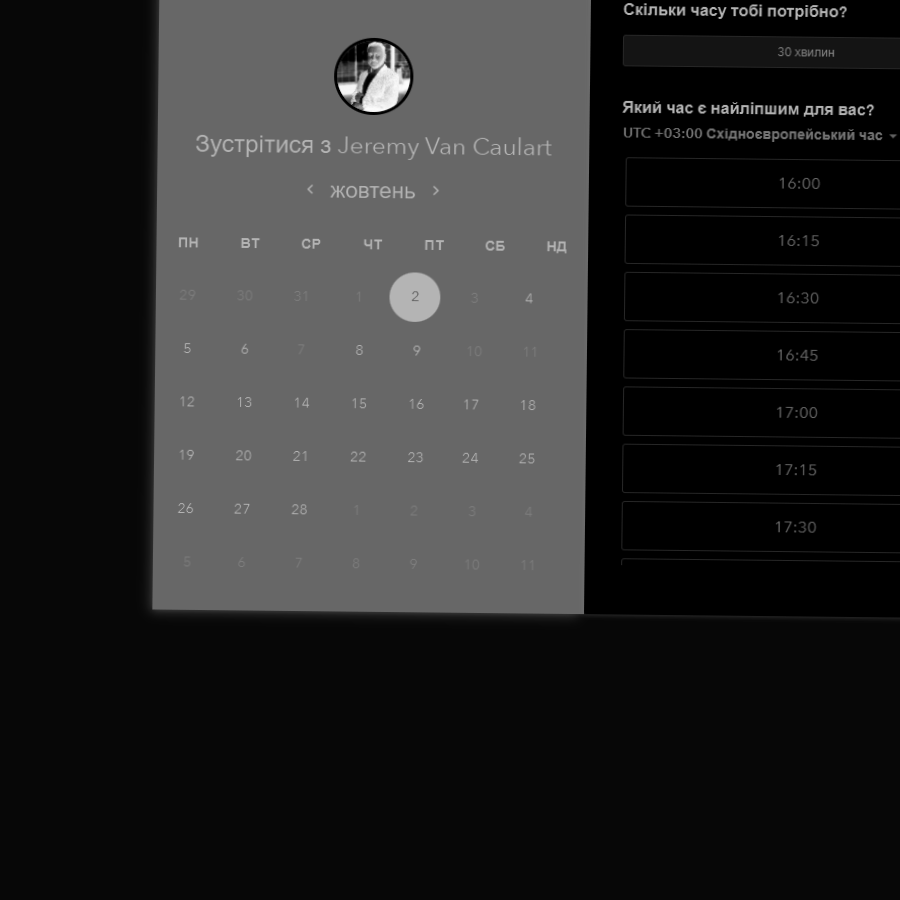 Зустрітися з Jeremy Van Caulart
жовтень
ПН ВТ СР ЧТ ПТ СБ НД
29 30 31 1 2 3 4
5 6 7 8 9 10 11
12 13 14 15 16 17 18
19 20 21 22 23 24 25
26 27 28 1 2 3 4
5 6 7 8 9 10 11
Скільки часу тобі потрібно?
30 хвилин
Який час є найліпшим для вас?
UTC +03:00 Східноєвропейський час
16:00
16:15
16:30
16:45
17:00
17:15
17:30